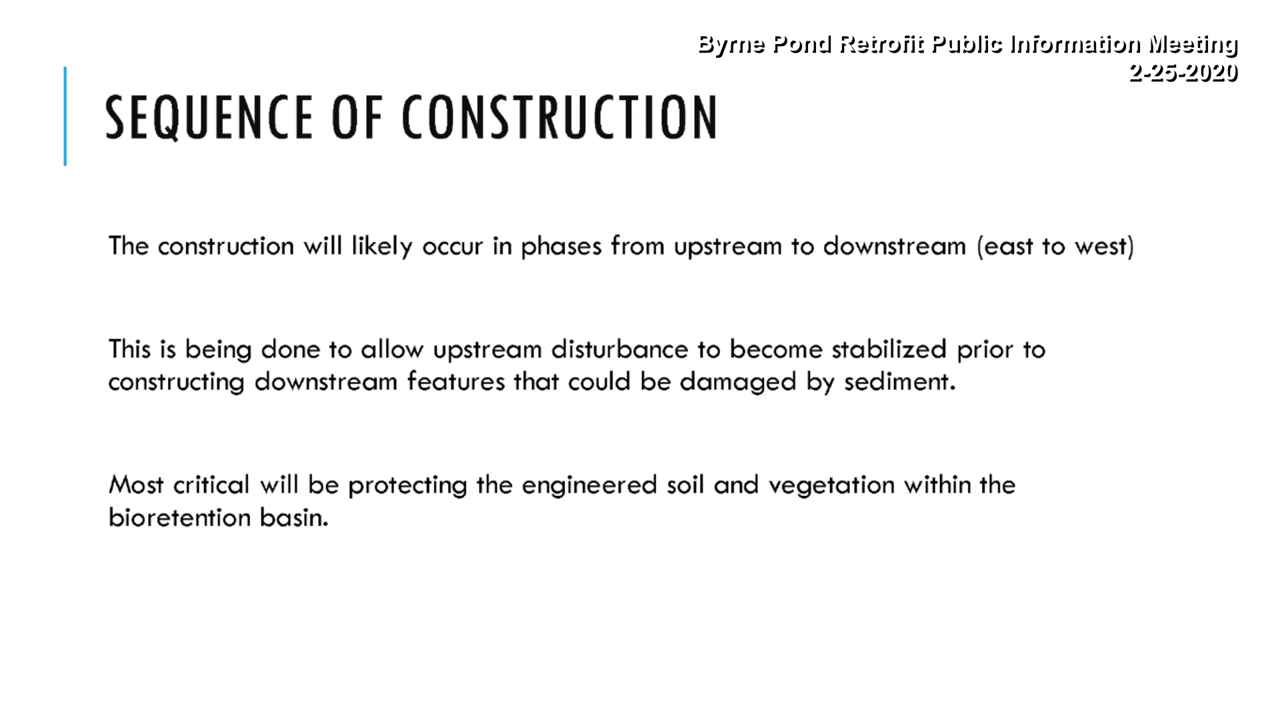 Byrne Pond Retrofit Public Information Meeting
2-25-2020
SEQUENCE OF CONSTRUCTION
The construction will likely occur in phases from upstream to downstream (east to west)
This is being done to allow upstream disturbance to become stabilized prior to
constructing downstream features that could be damaged by sediment.
Most critical will be protecting the engineered soil and vegetation within the
bioretention basin.